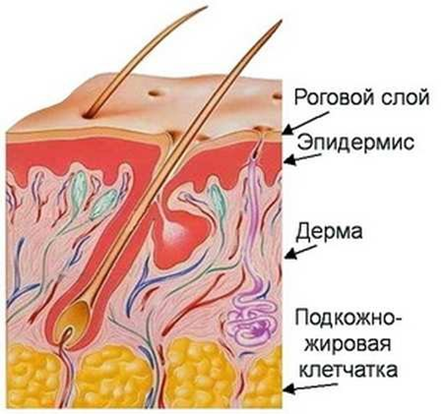 Роговой слой
Эпидермис
Дерма
Подкожно-
жировая
клетчатка